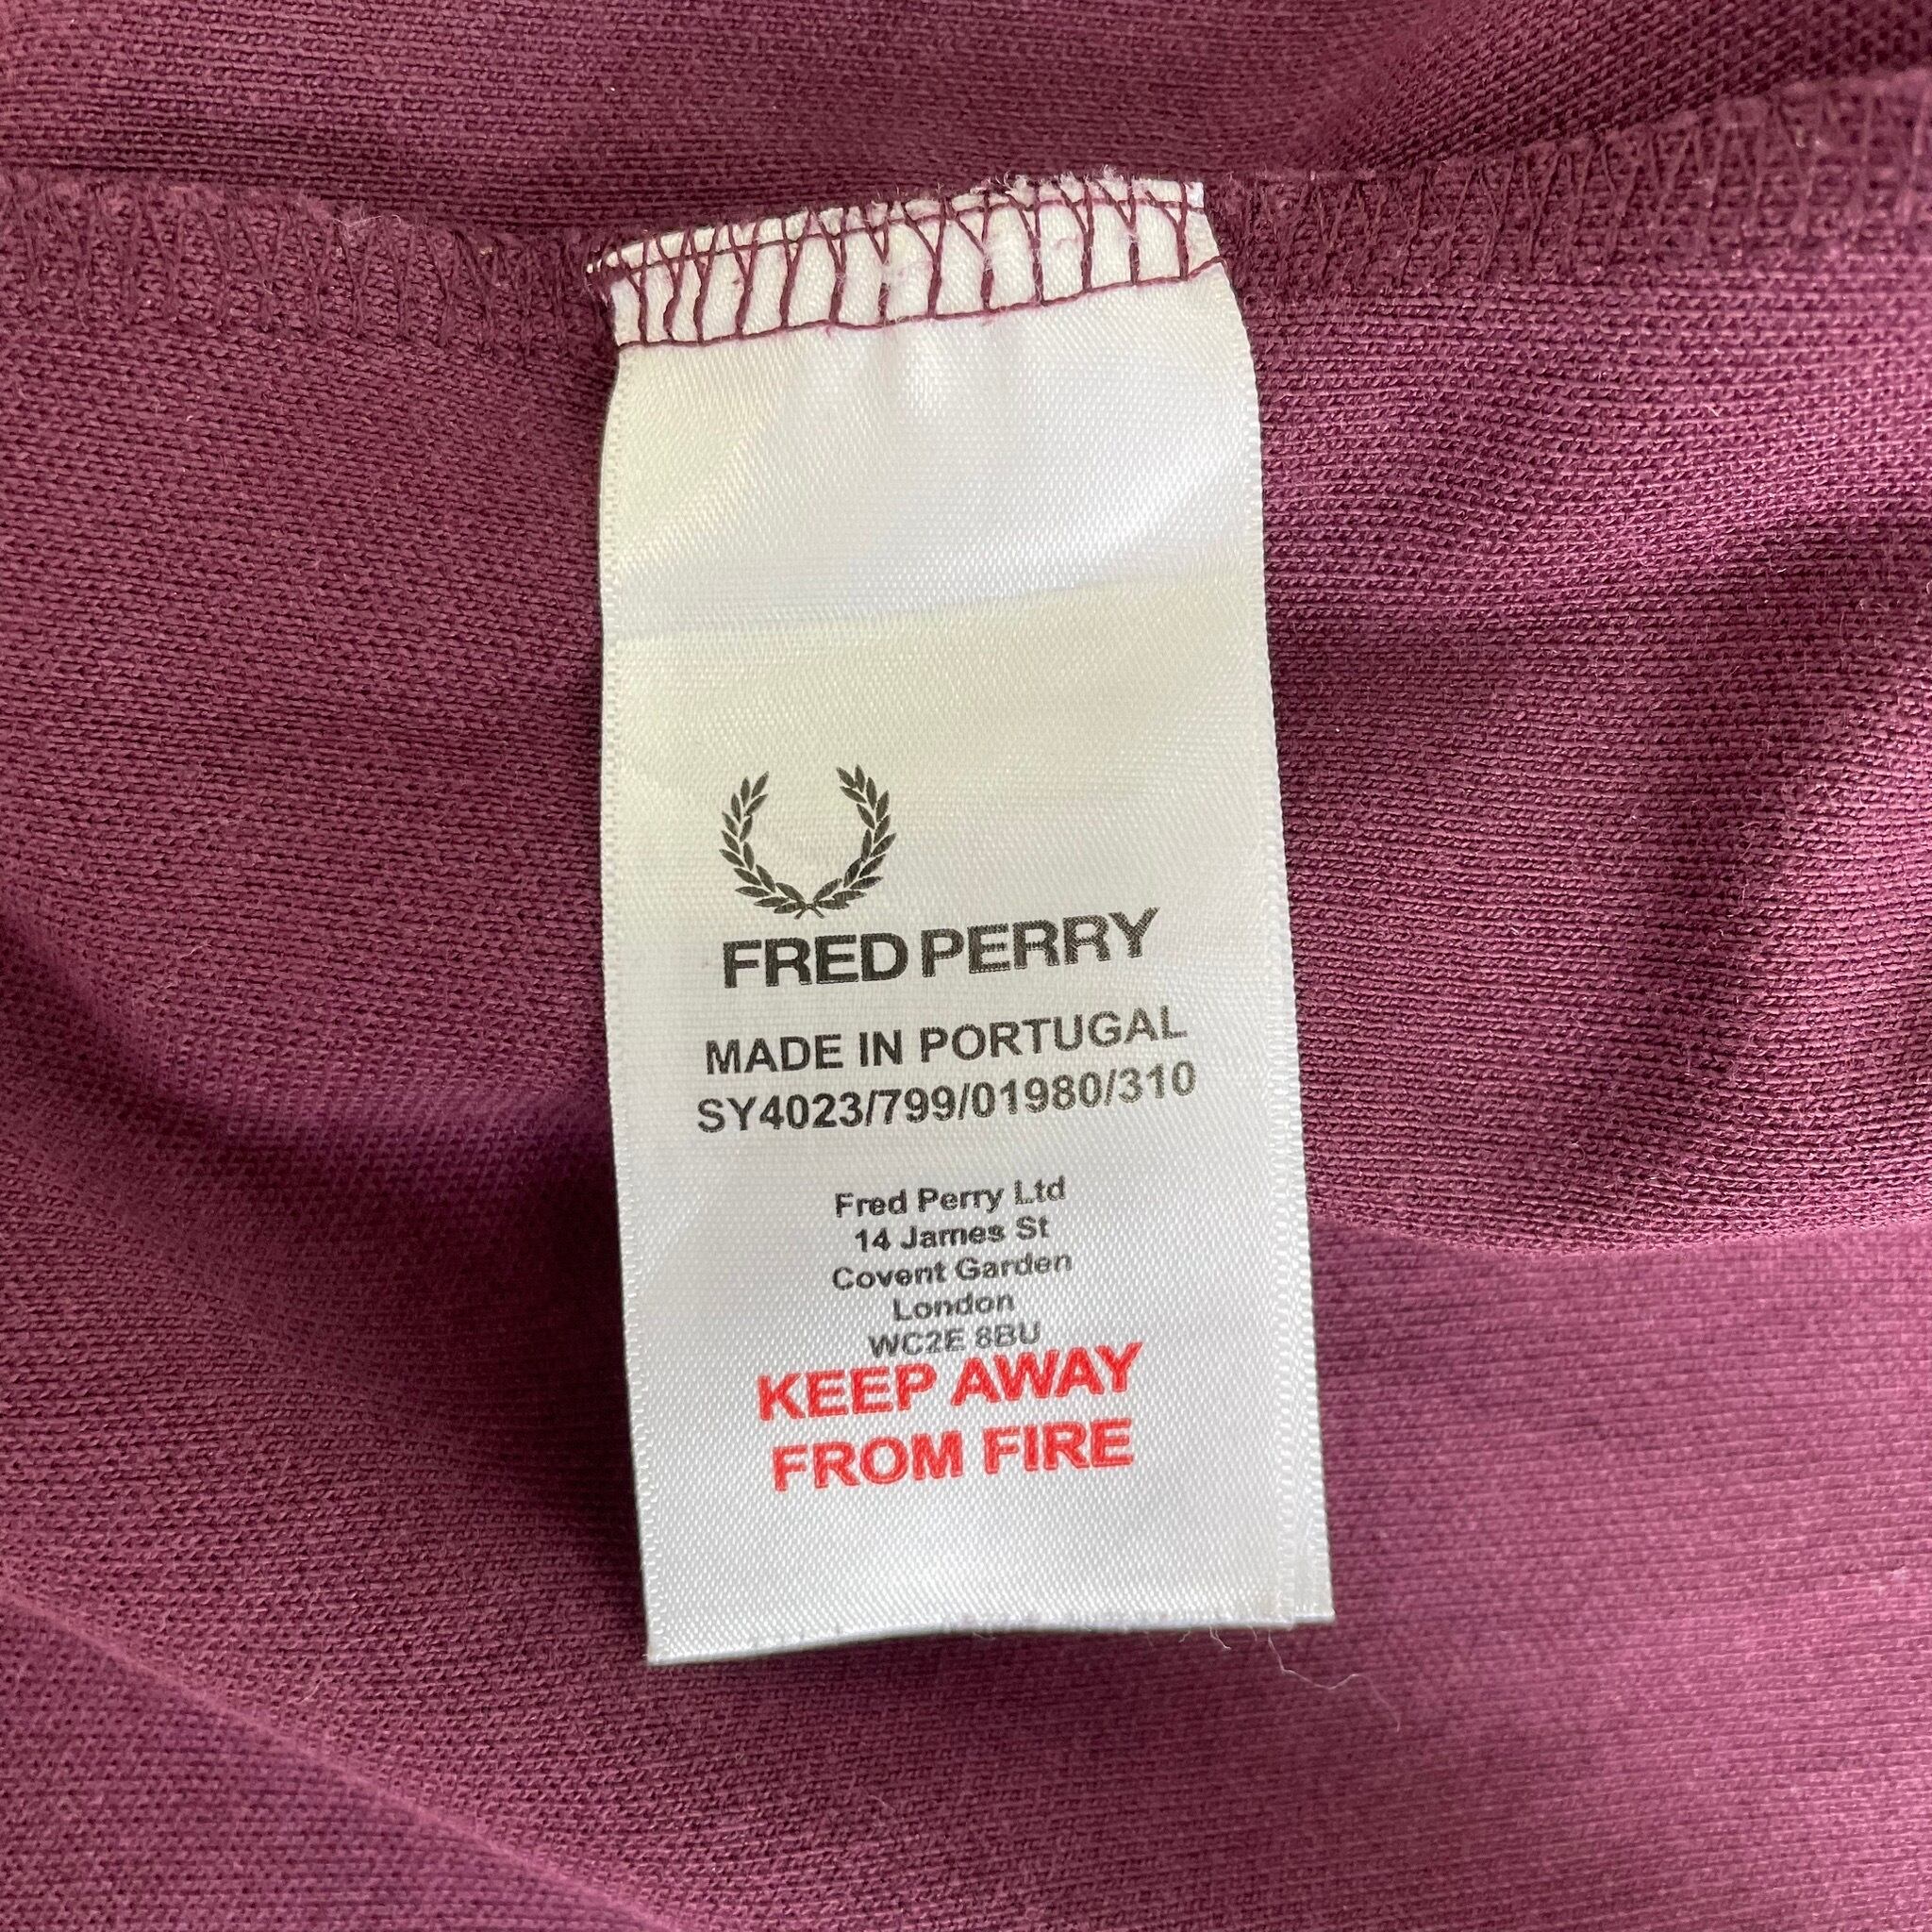 FRED PERRY
MADE IN PORTUGAL
SY4023/799/01980/310
Fred Perry Ltd
14 James St
Covent Garden
London
WC2E 8BU
KEEP AWAY
FROM FIRE